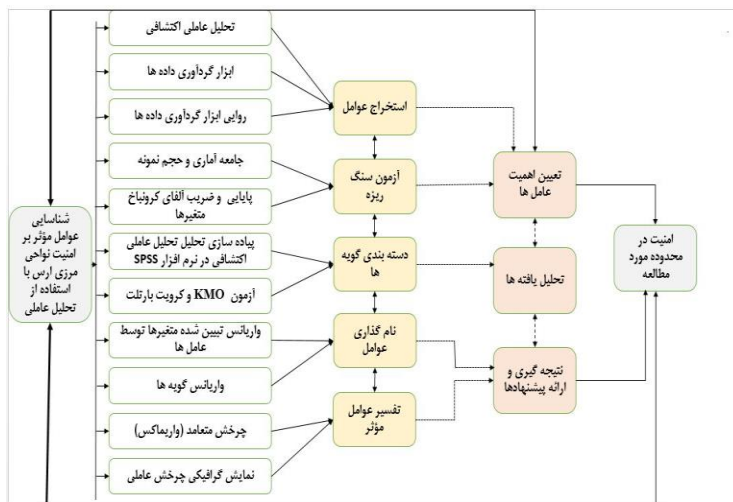 شناسایی
عوامل مؤثر بر
امنیت نواحی
مرزی ارس با
استفاده از
تحلیل عاملی
تحلیل عاملی اکتشافی
ابزار گردآوری داده ها
روایی ابزار گردآوری داده ها
جامعه آماری و حجم نمونه
پایایی و ضریب آلفای کرونباخ
متغیرها
پیاده سازی تحلیل تحلیل عاملی
اکتشافی در نرم افزار SPSS
آزمون KMO و کرویت بارتلت
واریانس تبیین شده متغیرها توسط
عامل ها
واریانس گویه ها
چرخش متعامد (واریماکس)
نمایش گرافیکی چرخش عاملی
استخراج عوامل
آزمون سنگ
ریزه
دسته بندی گویه
ها
نام گذاری
عوامل
تفسیر عوامل
مؤثر
تعیین اهمیت
عامل ها
تحلیل یافته ها
نتیجه گیری و
ارائه پیشنهادها
امنیت در
محدوده مورد
مطالعه